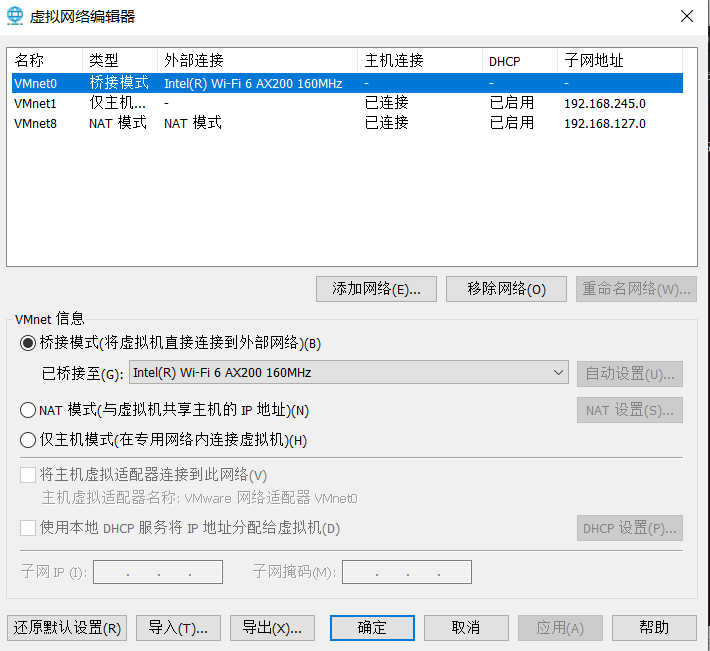 虚拟网络编辑器
名称 类型 外部连接 主机连接 DHCP 子网地址
VMnet0 桥接模式 Intel(R) Wi-Fi 6 AX200 160MHz - - -
VMnet1 仅主机... - 已连接 已启用 192.168.245.0
VMnet8 NAT 模式 NAT 模式 已连接 已启用 192.168.127.0
添加网络(E)... 移除网络(O) 重命名网络(W)...
VMnet 信息
桥接模式(将虚拟机直接连接到外部网络)(B)
已桥接至(G): Intel(R) Wi-Fi 6 AX200 160MHz 自动设置(U)...
NAT 模式(与虚拟机共享主机的 IP 地址)(N) NAT 设置(S)...
仅主机模式(在专用网络内连接虚拟机)(H)
将主机虚拟适配器连接到此网络(V)
主机虚拟适配器名称: VMware 网络适配器 VMnet0
使用本地 DHCP 服务将 IP 地址分配给虚拟机(D) DHCP 设置(P)...
子网 IP (I): . . . 子网掩码(M): . . .
还原默认设置(R) 导入(T)... 导出(X)... 确定 取消 应用(A) 帮助